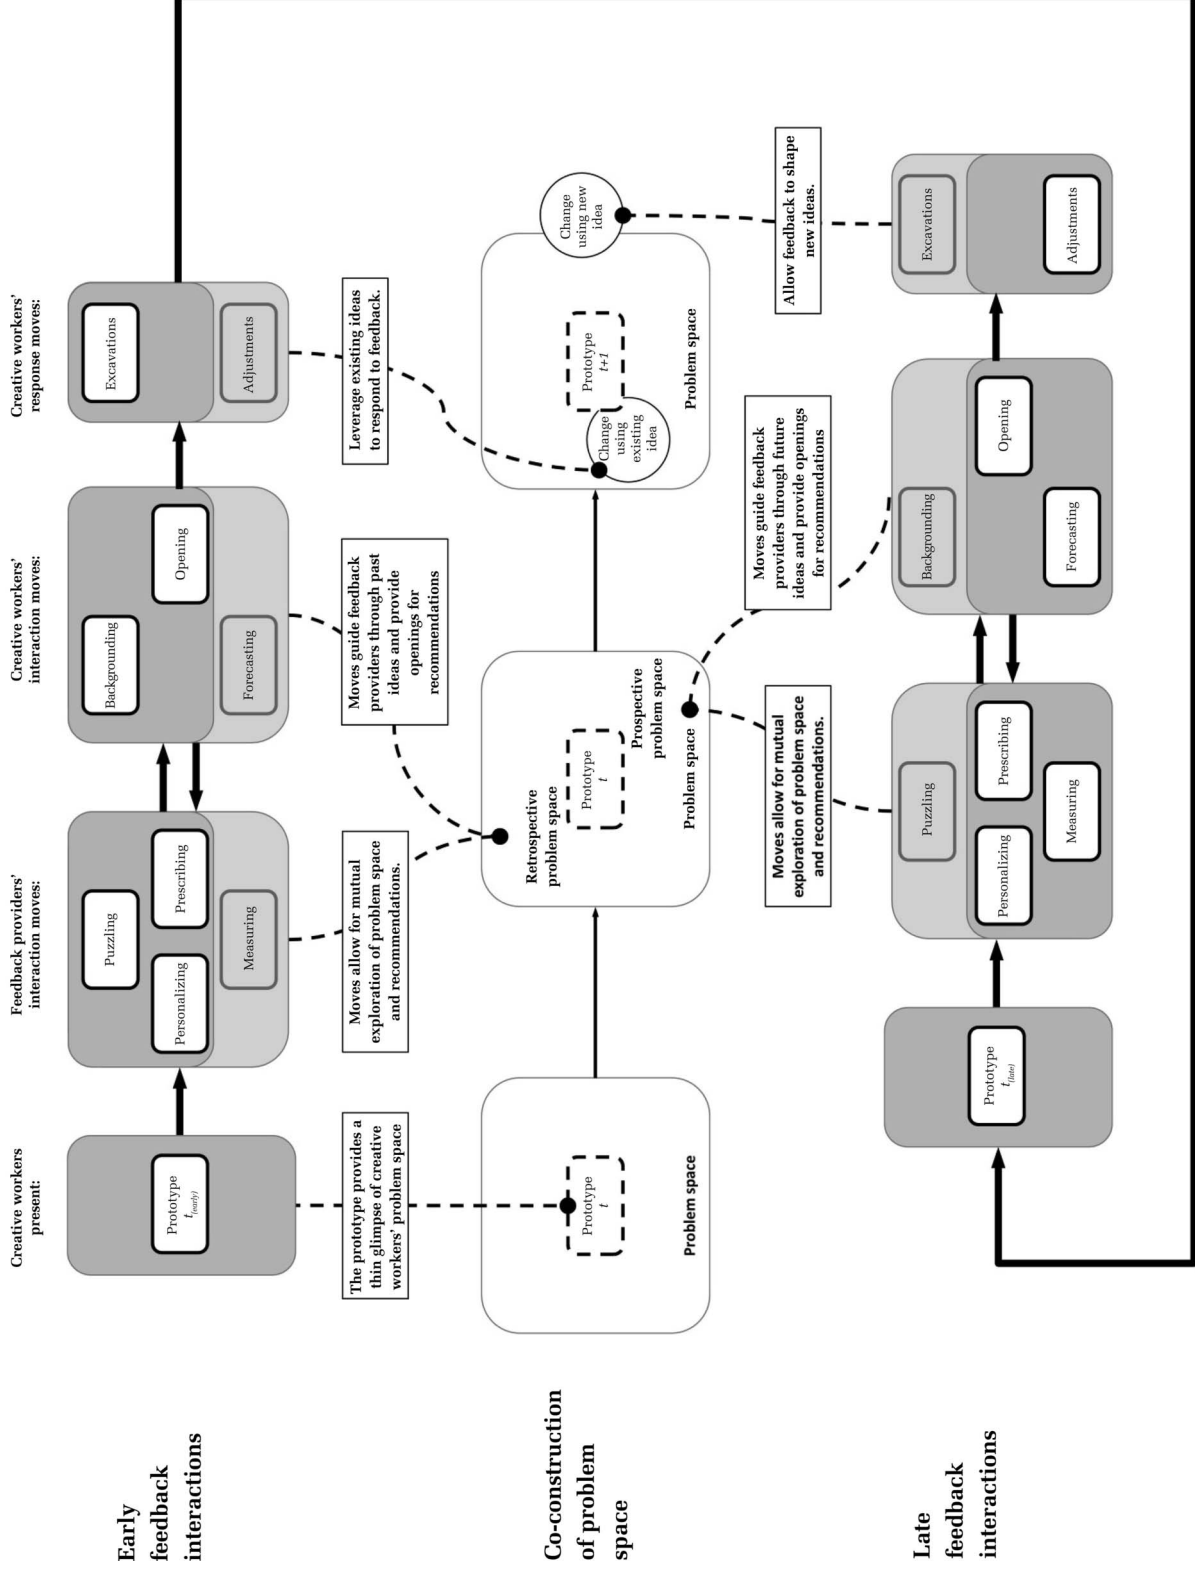 Creative workers
present:
Feedback providers’
interaction moves:
Creative workers’
interaction moves:
Creative workers’
response moves:
Early
feedback
interactions
Prototype
t(early)
Puzzling
Personalizing
Prescribing
Measuring
Backgrounding
Opening
Forecasting
Excavations
Adjustments
The prototype provides a
thin glimpse of creative
workers’ problem space
Moves allow for mutual
exploration of problem space
and recommendations.
Moves guide feedback
providers through past
ideas and provide
openings for
recommendations
Leverage existing ideas
to respond to feedback.
Co-construction
of problem
space
Prototype
t
Problem space
Retrospective
problem space
Prototype
t
Prospective
problem space
Problem space
Change
using
existing
idea
Prototype
t+1
Change
using new
idea
Problem space
Moves allow for mutual
exploration of problem space
and recommendations.
Moves guide feedback
providers through future
ideas and provide openings
for recommendations
Allow feedback to shape
new ideas.
Late
feedback
interactions
Prototype
t(late)
Puzzling
Personalizing
Prescribing
Measuring
Backgrounding
Opening
Forecasting
Excavations
Adjustments